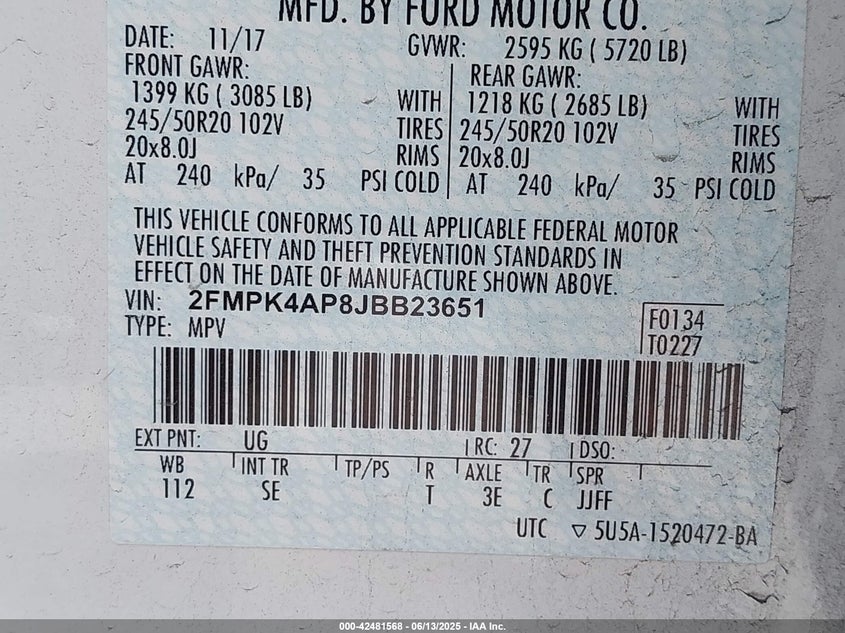 MFD. BY FORD MOTOR CO.
DATE: 11/17 GVWR: 2595 KG ( 5720 LB)
FRONT GAWR: REAR GAWR:
1399 KG ( 3085 LB) WITH 1218 KG ( 2685 LB) WITH
245/50R20 102V TIRES 245/50R20 102V TIRES
20x8.0J RIMS 20x8.0J RIMS
AT 240 kPa/ 35 PSI COLD AT 240 kPa/ 35 PSI COLD
THIS VEHICLE CONFORMS TO ALL APPLICABLE FEDERAL MOTOR
VEHICLE SAFETY AND THEFT PREVENTION STANDARDS IN
EFFECT ON THE DATE OF MANUFACTURE SHOWN ABOVE.
VIN: 2FMPK4AP8JBB23651
TYPE: MPV
F0134
T0227
EXT PNT: UG RC: 27 DSO:
WB INT TR TP/PS R AXLE TR SPR
112 SE T 3E C JJFF
UTC ▽ 5U5A-1520472-BA
000-42481568 - 06/13/2025 - IAA Inc.